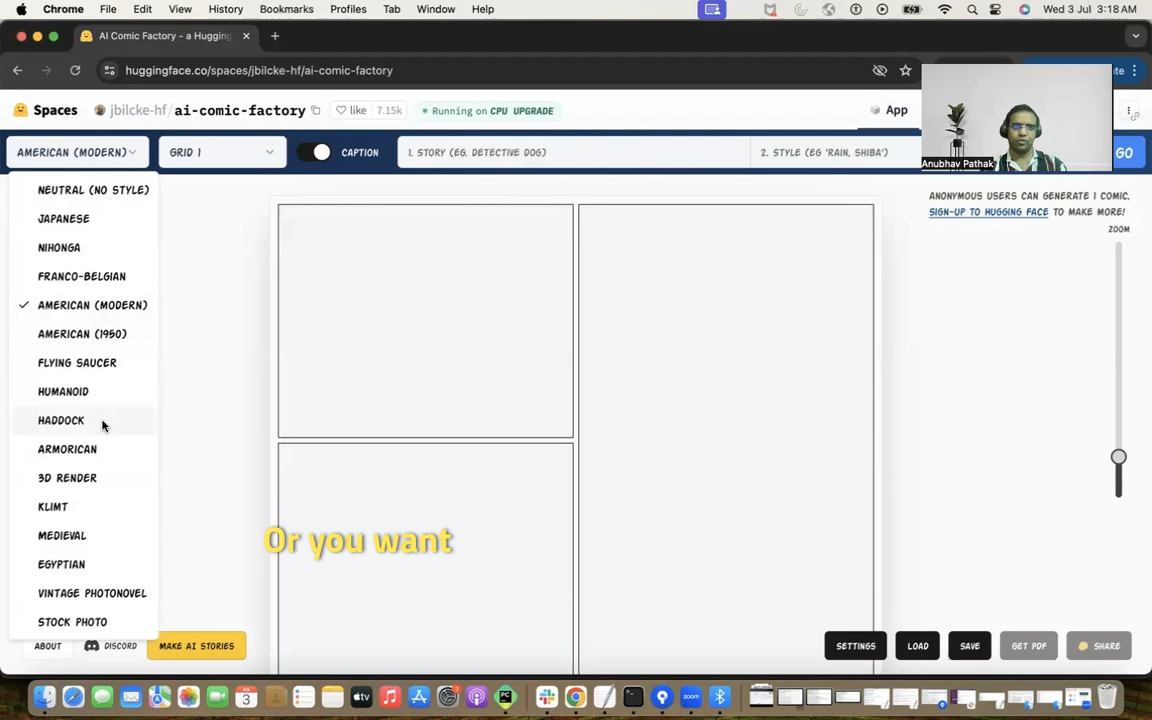 Chrome File Edit View History Bookmarks Profiles Tab Window Help Wed 3 Jul 3:18 AM
AI Comic Factory - a Hugging
huggingface.co/spaces/jbilcke-hf/ai-comic-factory
Spaces jbilcke-hf/ai-comic-factory like 7.15k Running on CPU UPGRADE App
AMERICAN (MODERN) GRID 1 CAPTION 1. STORY (EG. DETECTIVE DOG) 2. STYLE (EG 'RAIN, SHIBA') GO
Anubhav Pathak
ANONYMOUS USERS CAN GENERATE 1 COMIC.
SIGN-UP TO HUGGING FACE TO MAKE MORE!
ZOOM
NEUTRAL (NO STYLE)
JAPANESE
NIHONGA
FRANCO-BELGIAN
AMERICAN (MODERN)
AMERICAN (1950)
FLYING SAUCER
HUMANOID
HADDOCK
ARMORICAN
3D RENDER
KLIMT
MEDIEVAL
EGYPTIAN
VINTAGE PHOTONOVEL
STOCK PHOTO
Or you want
ABOUT DISCORD MAKE AI STORIES SETTINGS LOAD SAVE GET PDF SHARE